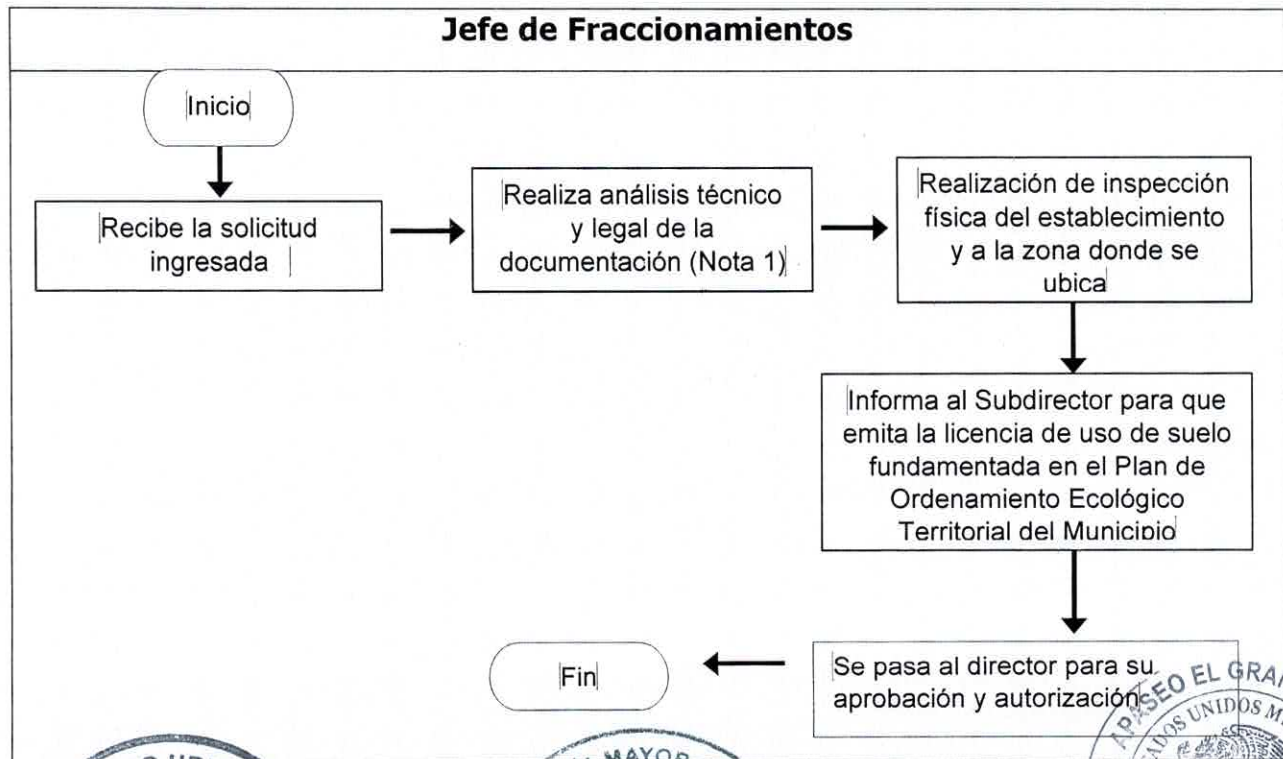 Jefe de Fraccionamientos
Inicio
Recibe la solicitud
ingresada
Realiza análisis técnico
y legal de la
documentación (Nota 1)
Realización de inspección
física del establecimiento
y a la zona donde se
ubica
Informa al Subdirector para que
emita la licencia de uso de suelo
fundamentada en el Plan de
Ordenamiento Ecológico
Territorial del Municipio
Se pasa al director para su
aprobación y autorización
Fin
MAYOR
APASEO EL GRAN
UNIDOS M